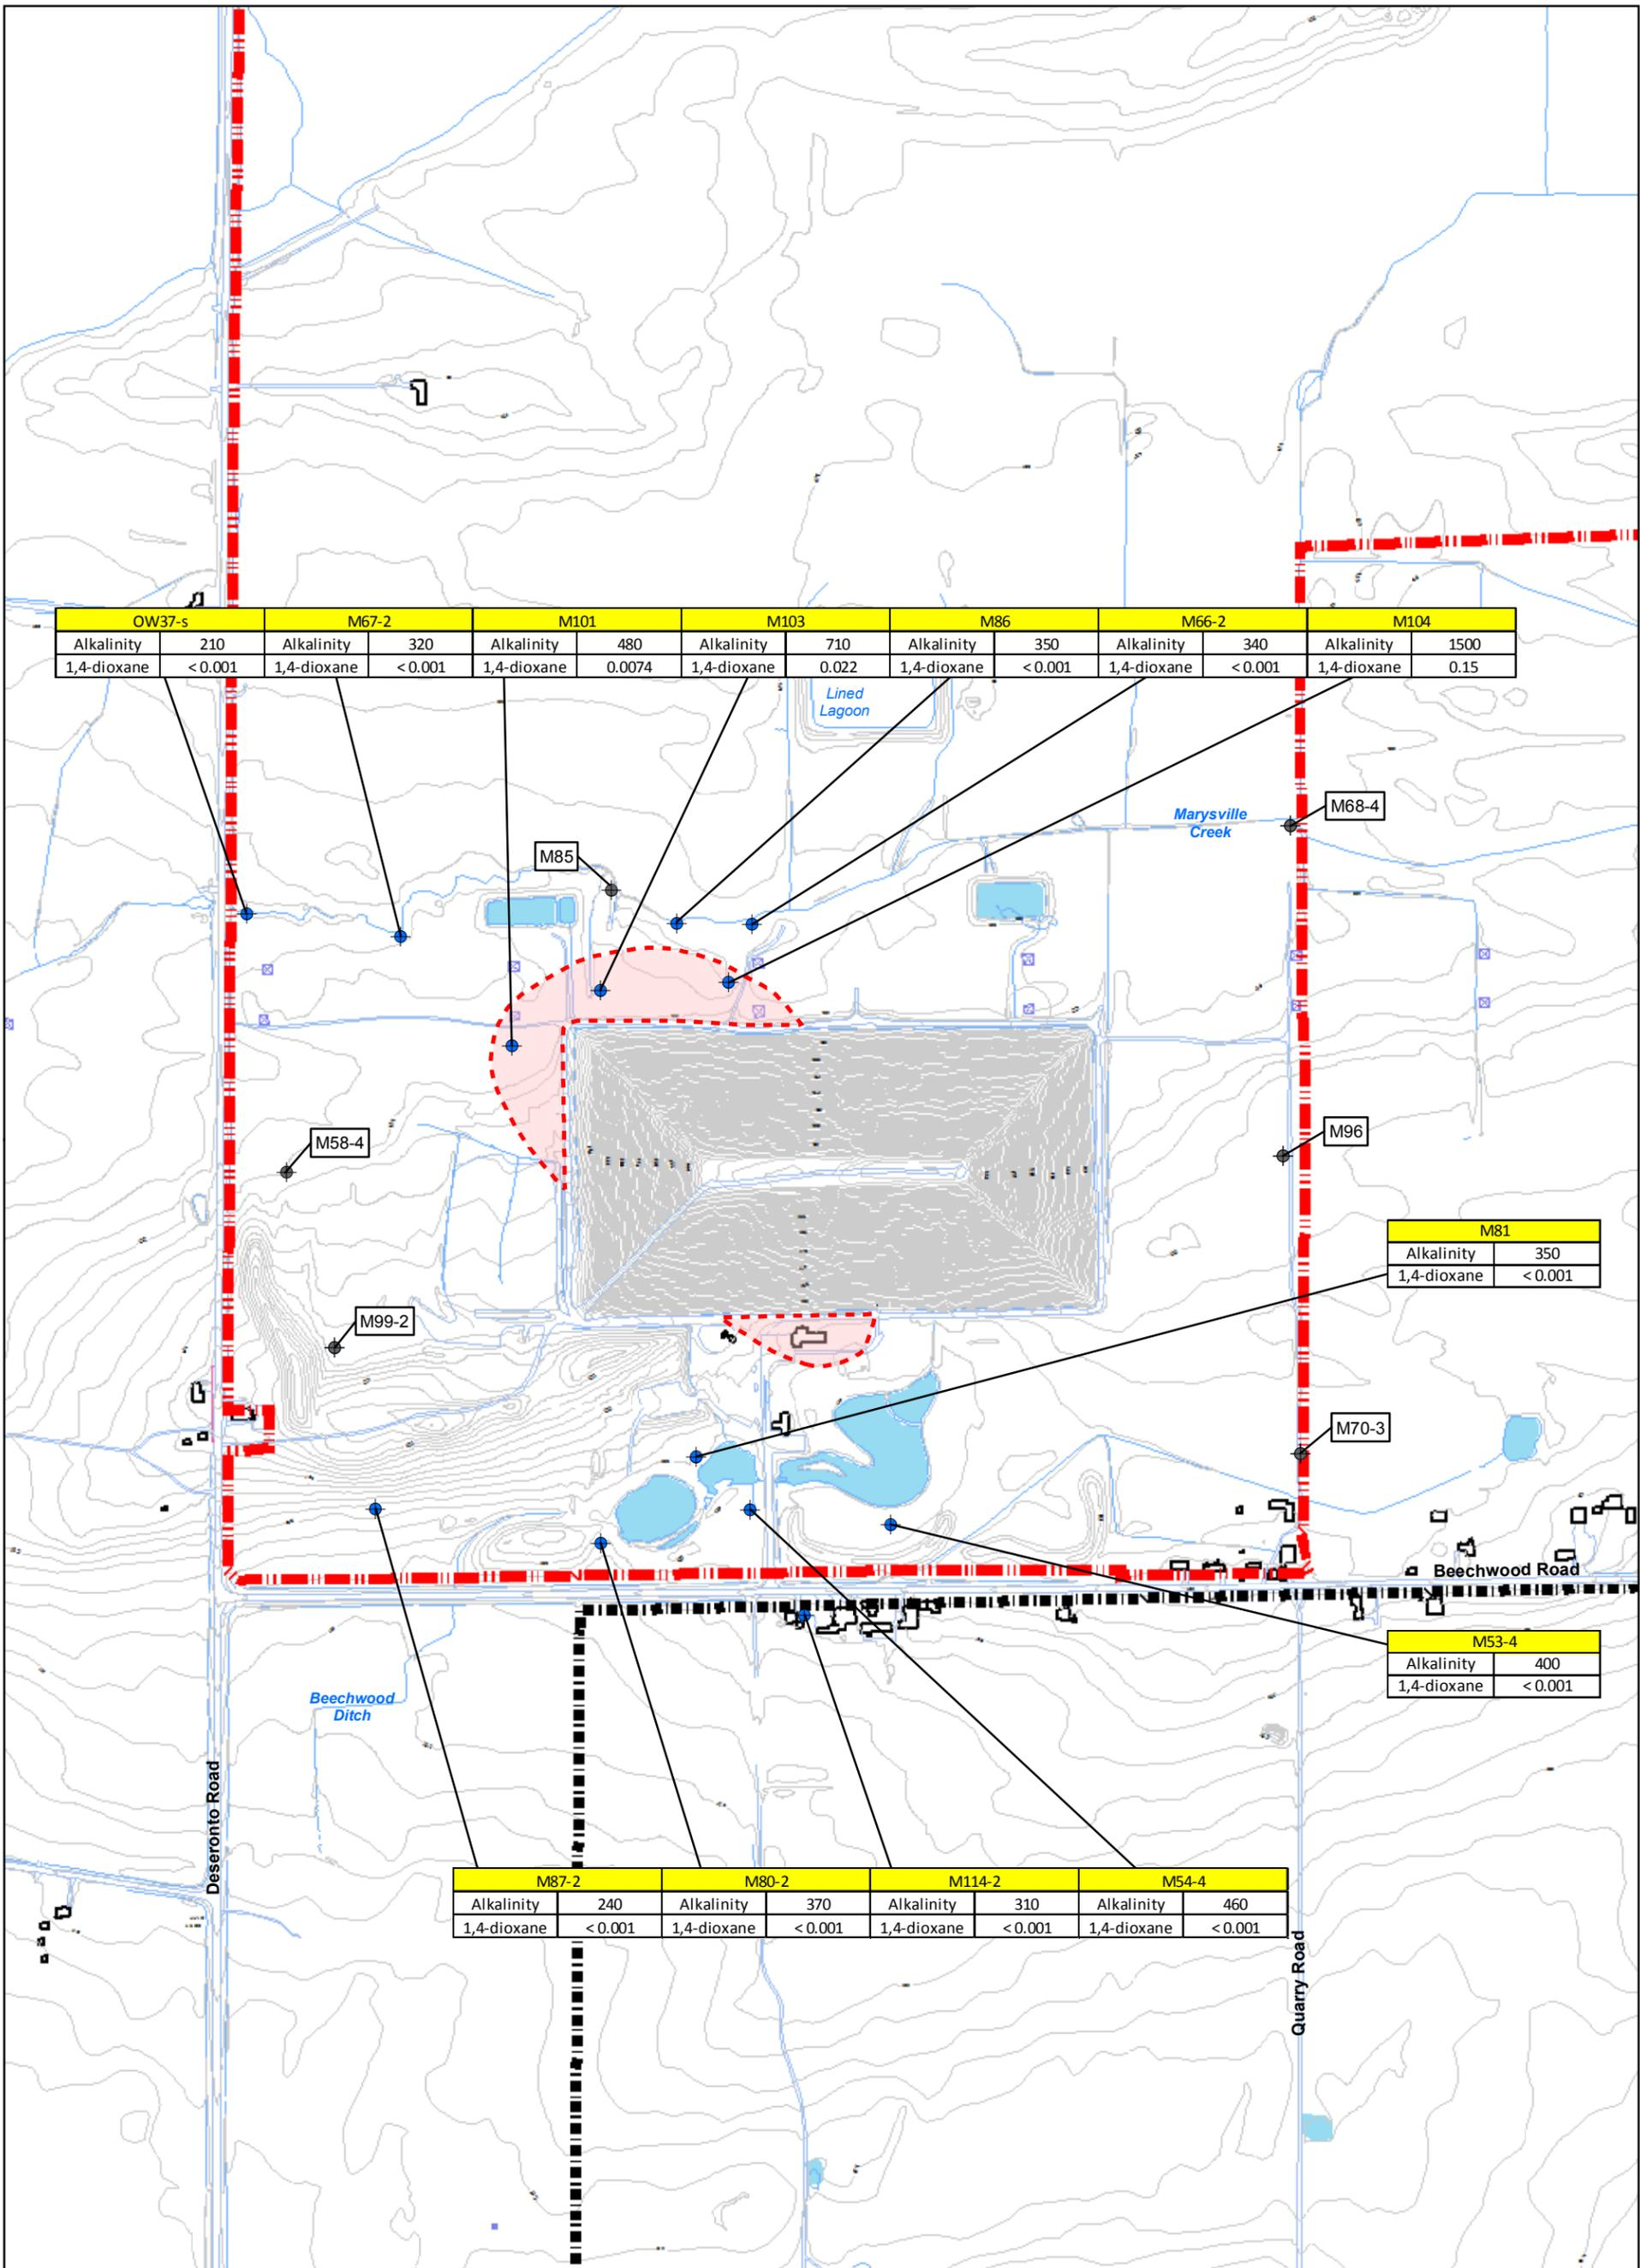 OW37-s M67-2 M101 M103 M86 M66-2 M104
Alkalinity 210 Alkalinity 320 Alkalinity 480 Alkalinity 710 Alkalinity 350 Alkalinity 340 Alkalinity 1500
1,4-dioxane < 0.001 1,4-dioxane < 0.001 1,4-dioxane 0.0074 1,4-dioxane 0.022 1,4-dioxane < 0.001 1,4-dioxane < 0.001 1,4-dioxane 0.15
Lined
Lagoon
M68-4
Marysville
Creek
M85
M96
M58-4
M81
Alkalinity 350
1,4-dioxane < 0.001
M99-2
M70-3
Beechwood Road
M53-4
Alkalinity 400
1,4-dioxane < 0.001
Beechwood
Ditch
Deseronto Road
M87-2 M80-2 M114-2 M54-4
Alkalinity 240 Alkalinity 370 Alkalinity 310 Alkalinity 460
1,4-dioxane < 0.001 1,4-dioxane < 0.001 1,4-dioxane < 0.001 1,4-dioxane < 0.001
Quarry Road